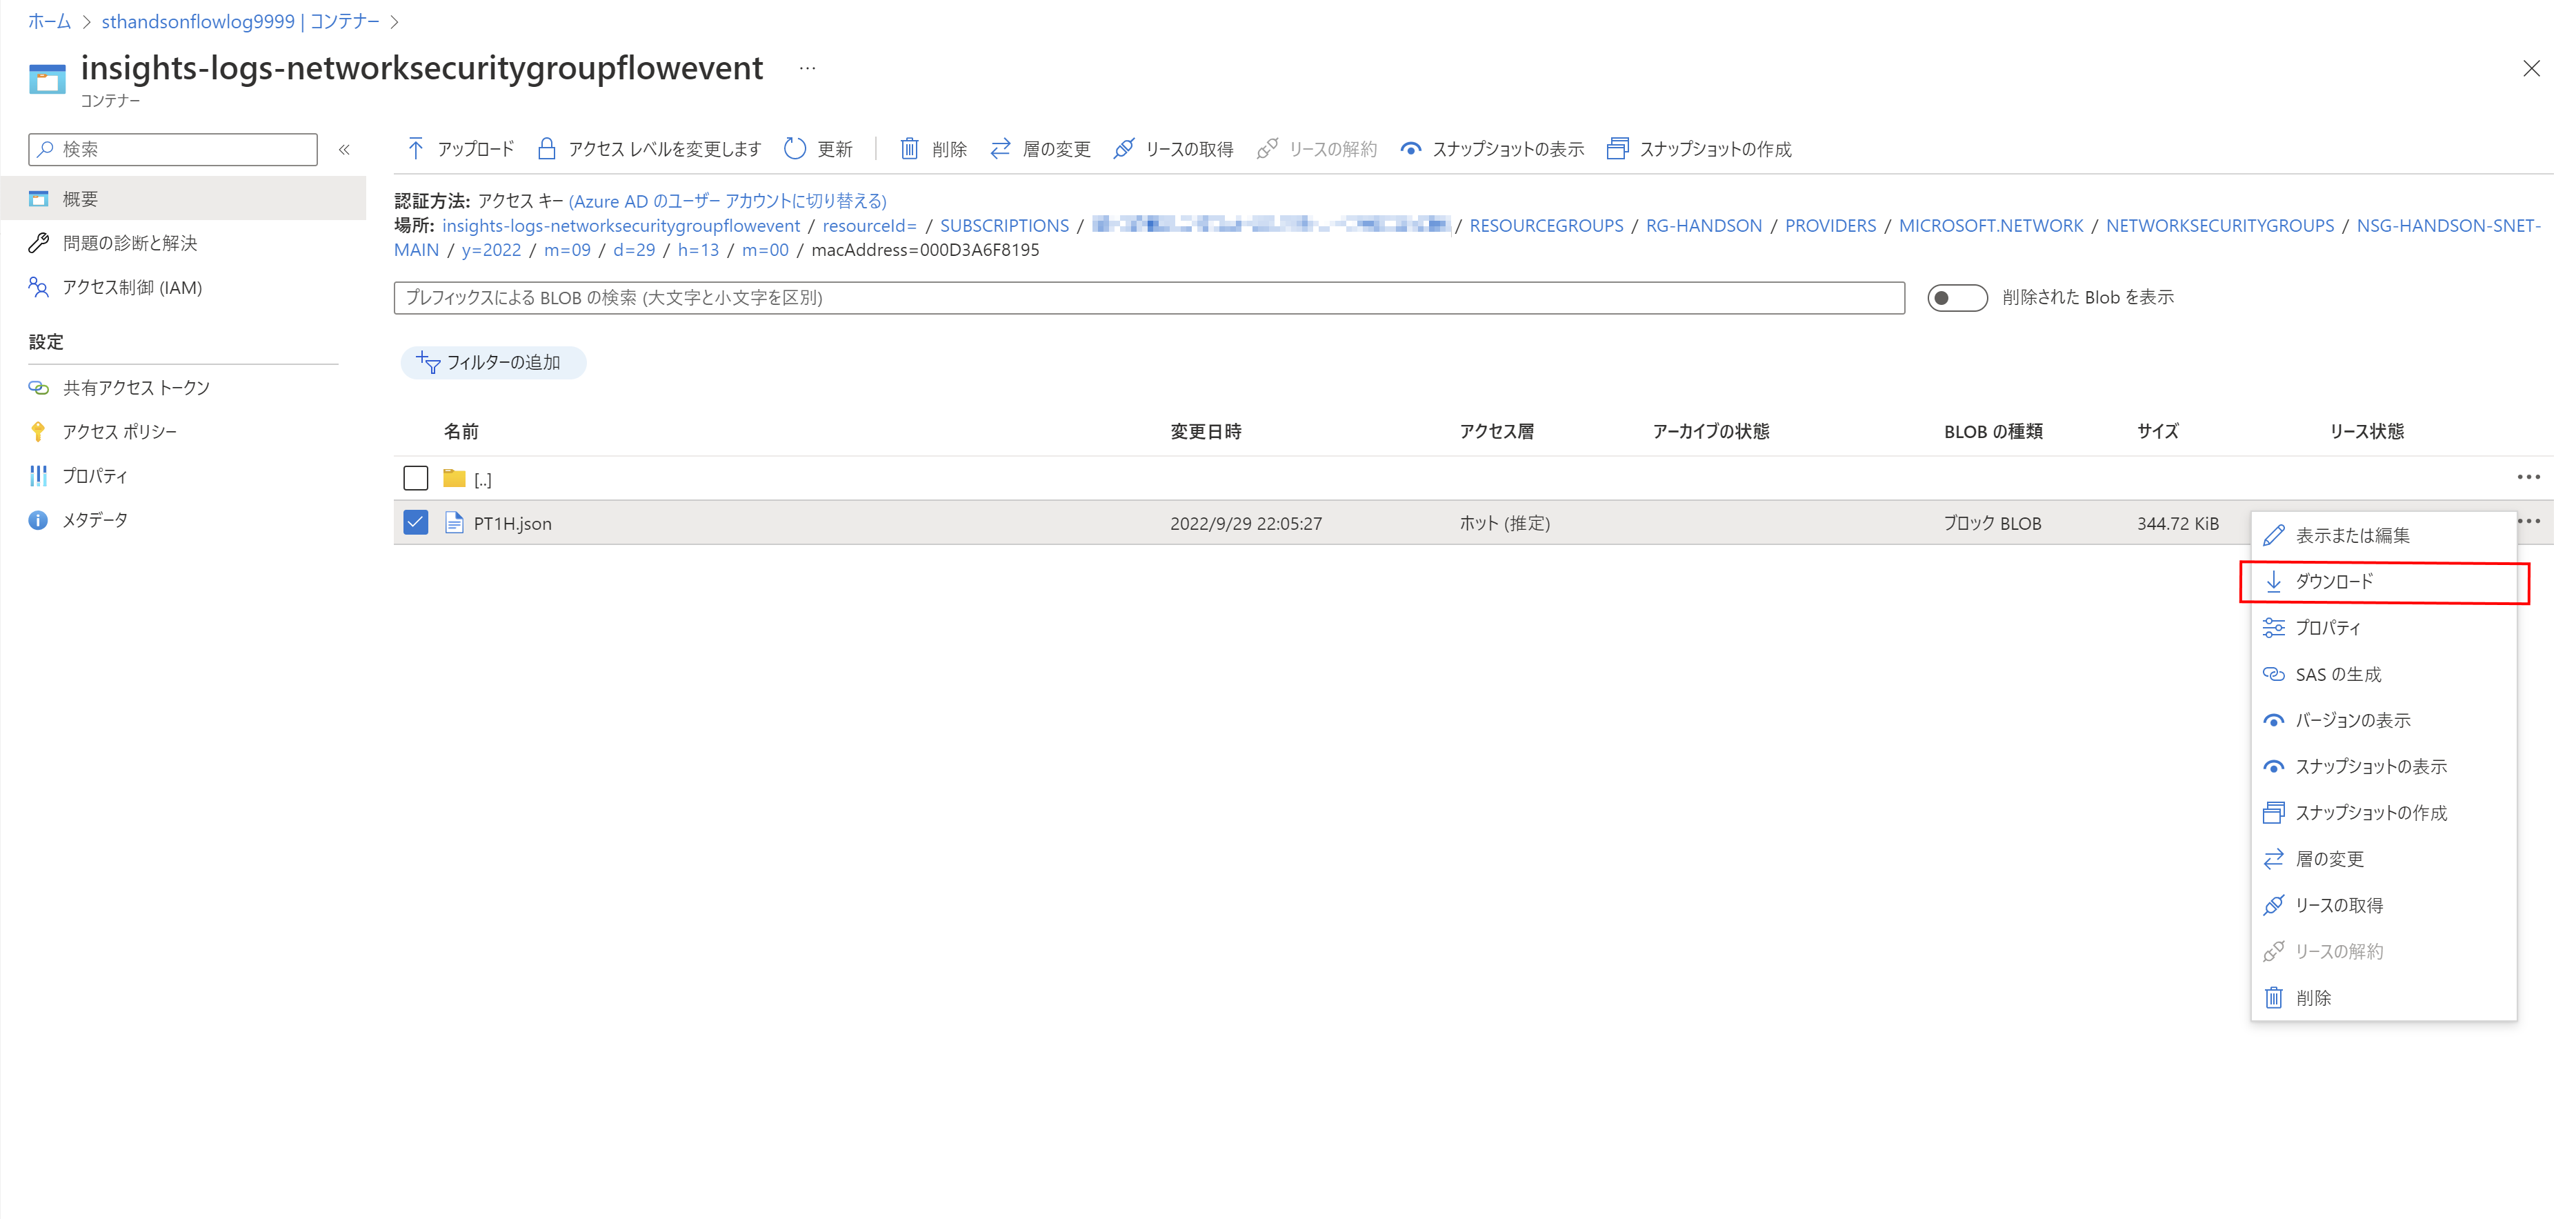 ホーム > sthandsonflowlog9999 | コンテナー >
insights-logs-networksecuritygroupflowevent ...
コンテナー
検索 «
概要
問題の診断と解決
アクセス制御 (IAM)
設定
共有アクセス トークン
アクセス ポリシー
プロパティ
メタデータ
アップロード アクセス レベルを変更します 更新 削除 層の変更 リースの取得 リースの解約 スナップショットの表示 スナップショットの作成
認証方法: アクセス キー (Azure AD のユーザー アカウントに切り替える)
場所: insights-logs-networksecuritygroupflowevent / resourceId= / SUBSCRIPTIONS / / RESOURCEGROUPS / RG-HANDSON / PROVIDERS / MICROSOFT.NETWORK / NETWORKSECURITYGROUPS / NSG-HANDSON-SNET-
MAIN / y=2022 / m=09 / d=29 / h=13 / m=00 / macAddress=000D3A6F8195
プレフィックスによる BLOB の検索 (大文字と小文字を区別) 削除された Blob を表示
フィルターの追加
名前 変更日時 アクセス層 アーカイブの状態 BLOB の種類 サイズ リース状態
[..] ...
PT1H.json 2022/9/29 22:05:27 ホット (推定) ブロック BLOB 344.72 KiB ...
表示または編集
ダウンロード
プロパティ
SAS の生成
バージョンの表示
スナップショットの表示
スナップショットの作成
層の変更
リースの取得
リースの解約
削除